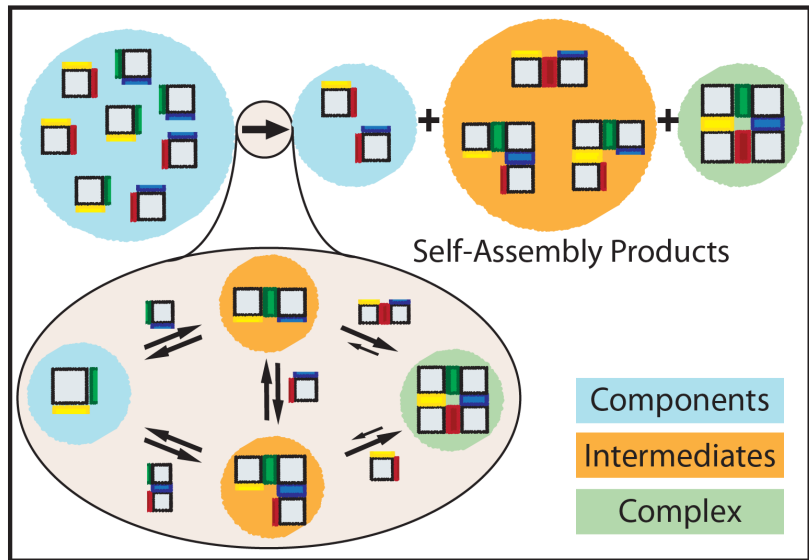 +
+
Self-Assembly Products
Components
Intermediates
Complex